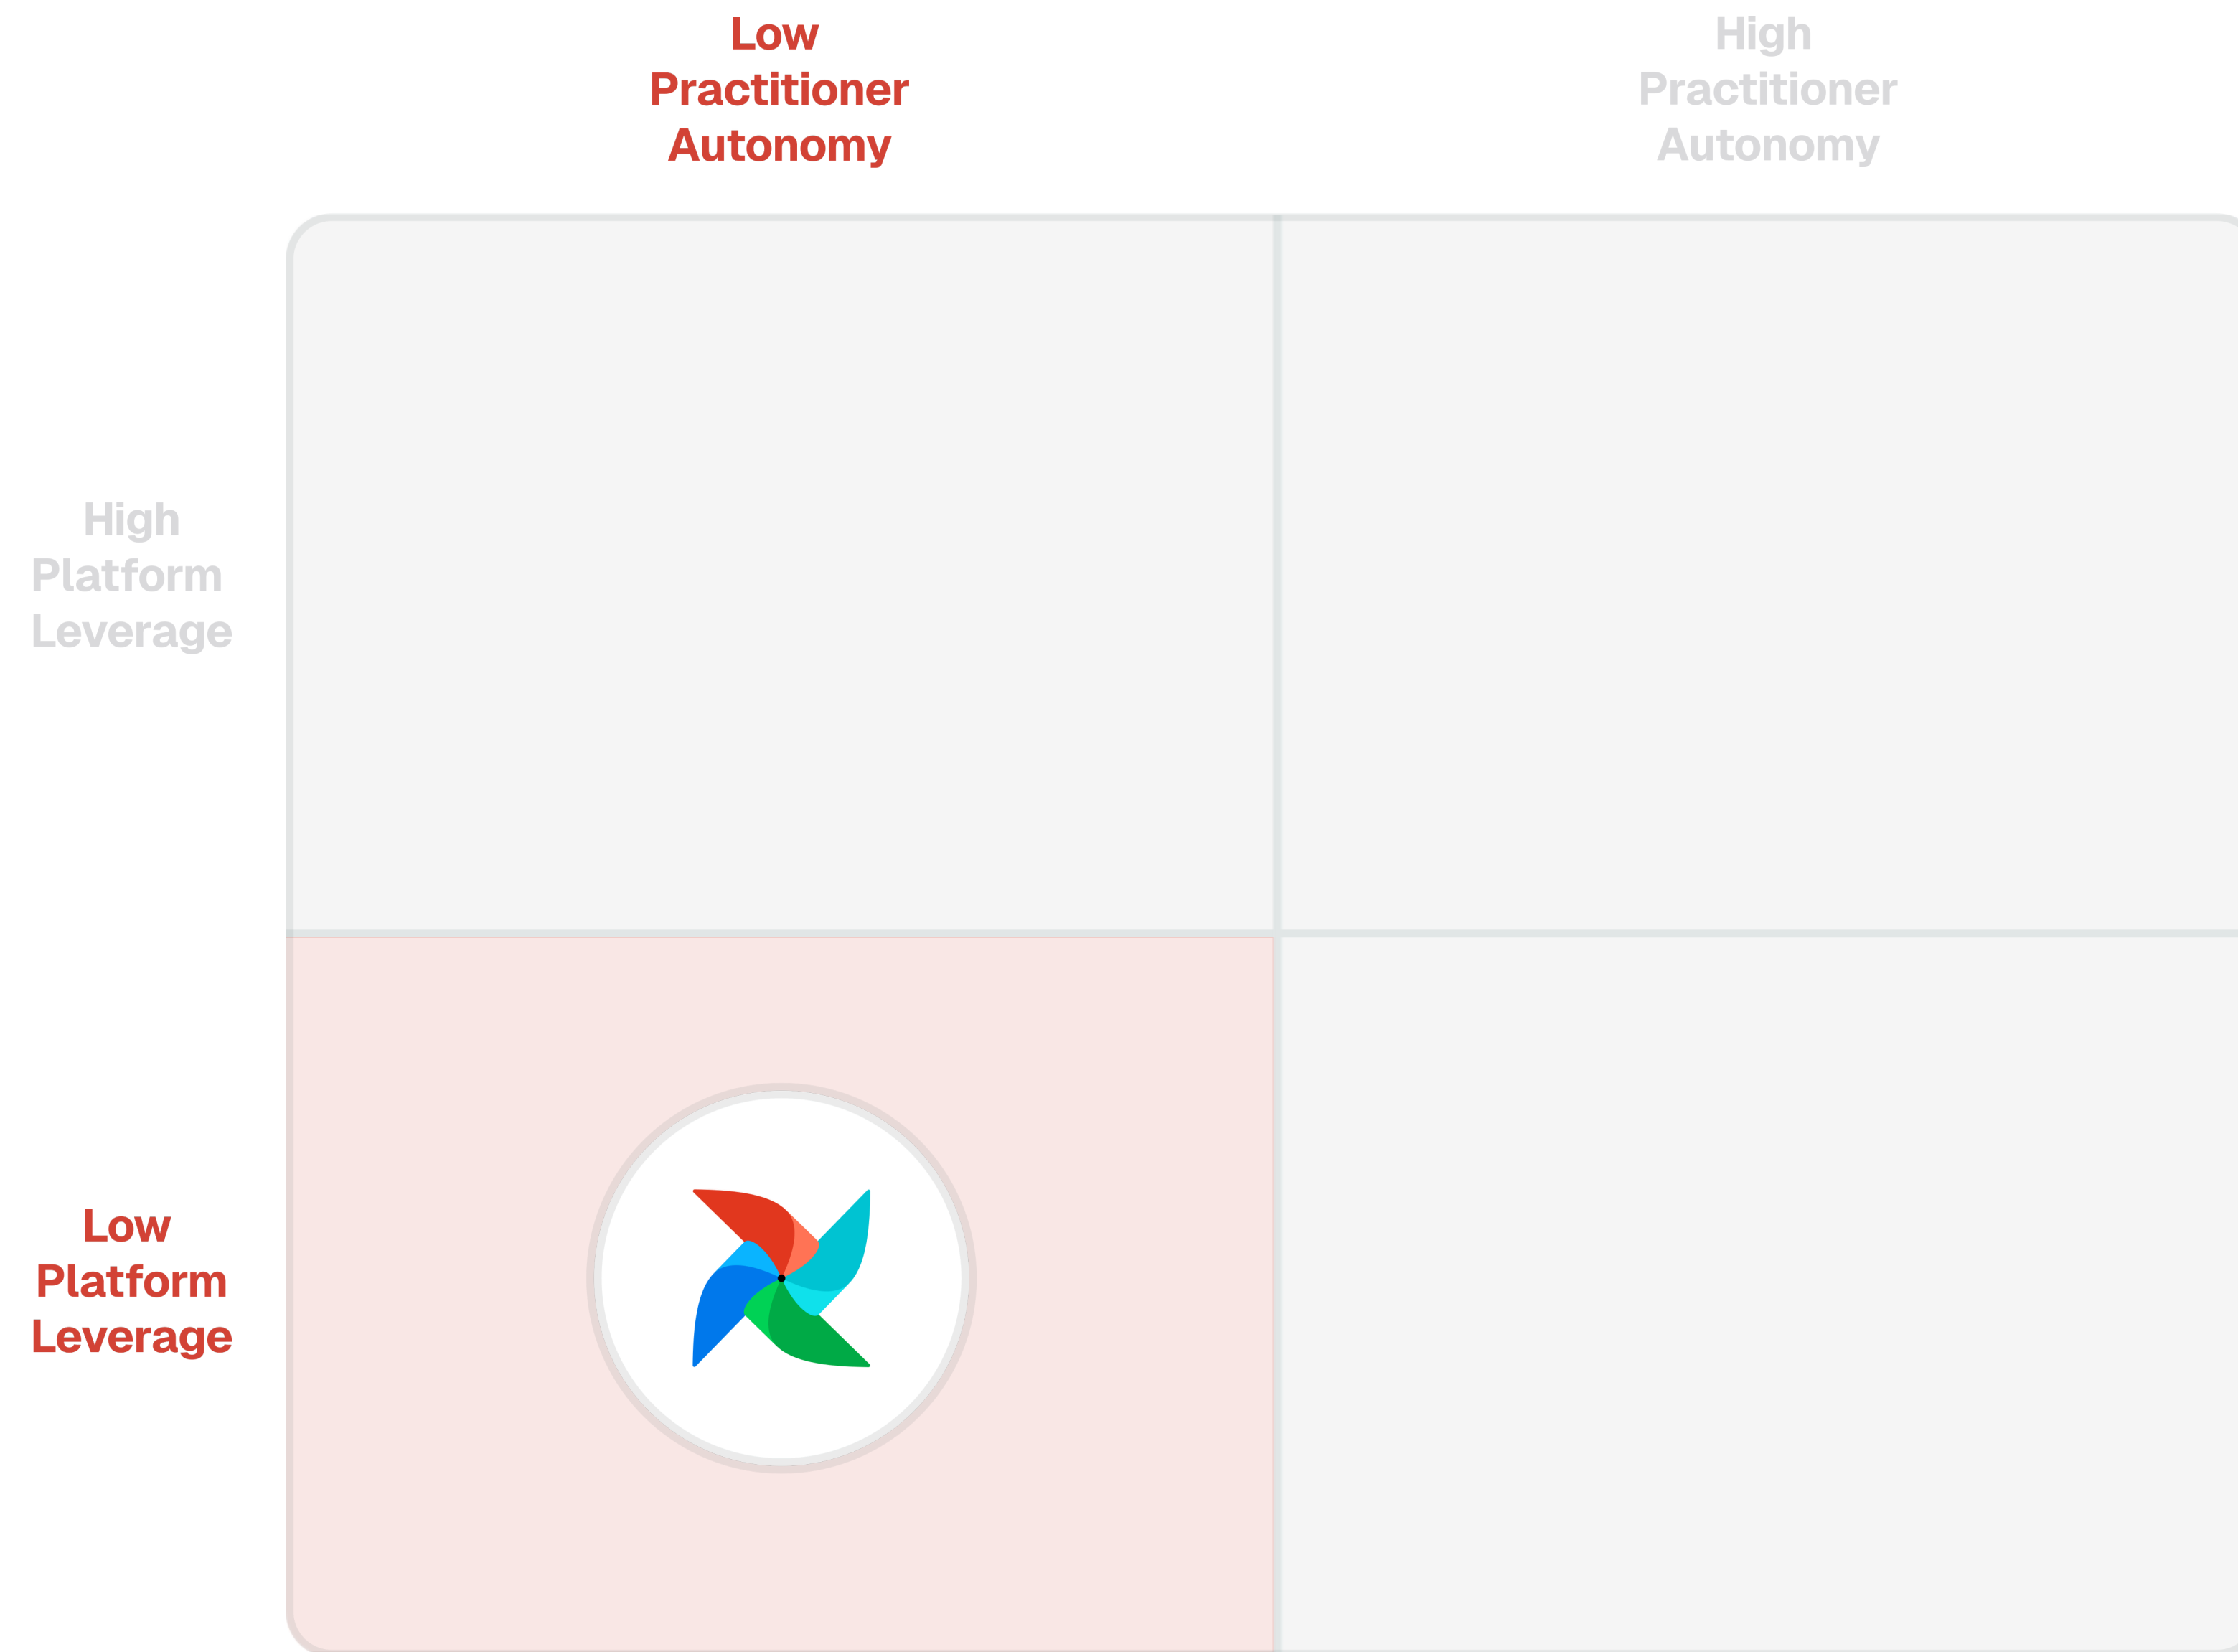 Low
Practitioner
Autonomy
High
Practitioner
Autonomy
High
Platform
Leverage
Low
Platform
Leverage